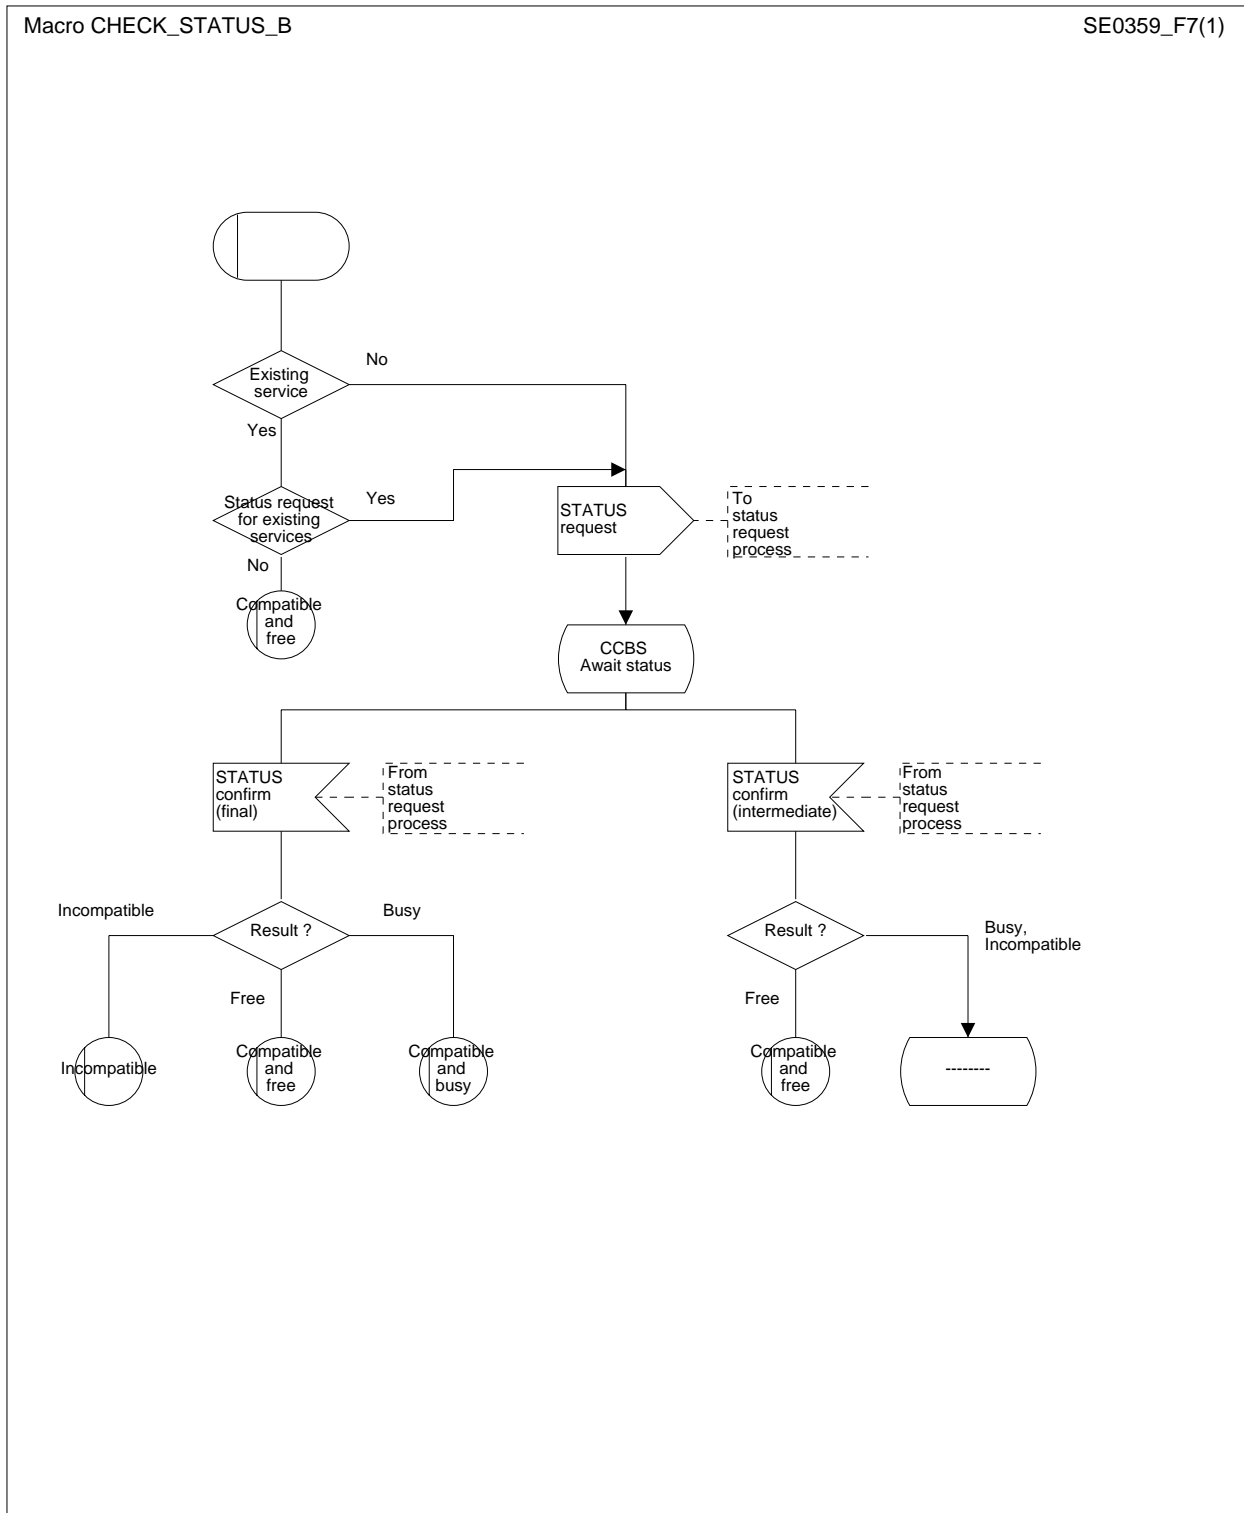 Macro CHECK_STATUS_B
SE0359_F7(1)
No
Existing
service
Yes
Status request
for existing
services
Yes
No
STATUS
request
To
status
request
process
Compatible
and
free
CCBS
Await status
STATUS
confirm
(final)
From
status
request
process
STATUS
confirm
(intermediate)
From
status
request
process
Incompatible
Result ?
Busy
Free
Result ?
Busy,
Incompatible
Free
Incompatible
Compatible
and
free
Compatible
and
busy
Compatible
and
free
--------